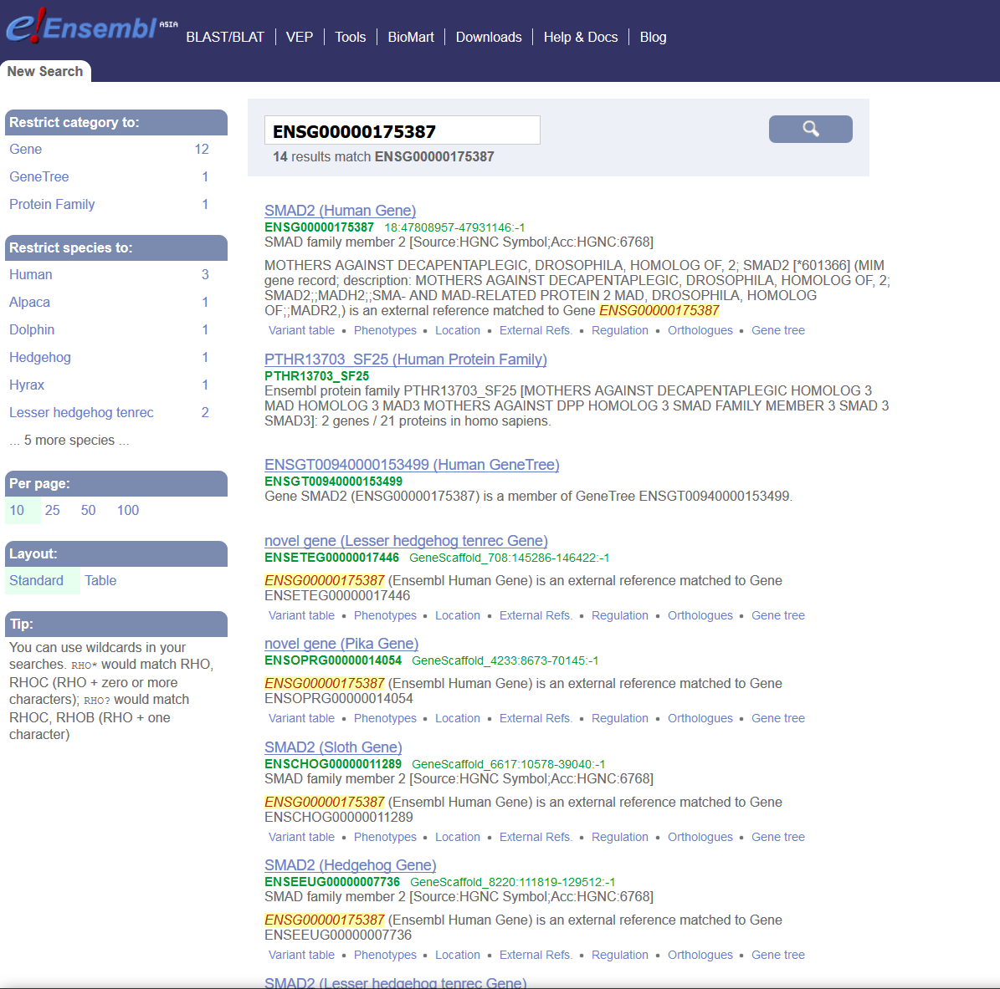 e!Ensembl ASIA
BLAST/BLAT | VEP | Tools | BioMart | Downloads | Help & Docs | Blog
New Search
Restrict category to:
Gene 12
GeneTree 1
Protein Family 1
Restrict species to:
Human 3
Alpaca 1
Dolphin 1
Hedgehog 1
Hyrax 1
Lesser hedgehog tenrec 2
... 5 more species ...
Per page:
10 25 50 100
Layout:
Standard Table
Tip:
You can use wildcards in your
searches. RHO* would match RHO,
RHOC (RHO + zero or more
characters); RHO? would match
RHOC, RHOB (RHO + one
character)
ENSG00000175387
14 results match ENSG00000175387
SMAD2 (Human Gene)
ENSG00000175387 18:47808957-47931146:-1
SMAD family member 2 [Source:HGNC Symbol;Acc:HGNC:6768]
MOTHERS AGAINST DECAPENTAPLEGIC, DROSOPHILA, HOMOLOG OF, 2; SMAD2 [*601366] (MIM
gene record; description: MOTHERS AGAINST DECAPENTAPLEGIC, DROSOPHILA, HOMOLOG OF, 2;
SMAD2;;MADH2;;SMA- AND MAD-RELATED PROTEIN 2 MAD, DROSOPHILA, HOMOLOG
OF;;MADR2,) is an external reference matched to Gene ENSG00000175387
Variant table • Phenotypes • Location • External Refs. • Regulation • Orthologues • Gene tree
PTHR13703_SF25 (Human Protein Family)
PTHR13703_SF25
Ensembl protein family PTHR13703_SF25 [MOTHERS AGAINST DECAPENTAPLEGIC HOMOLOG 3
MAD HOMOLOG 3 MAD3 MOTHERS AGAINST DPP HOMOLOG 3 SMAD FAMILY MEMBER 3 SMAD 3
SMAD3]: 2 genes / 21 proteins in homo sapiens.
ENSGT00940000153499 (Human GeneTree)
ENSGT00940000153499
Gene SMAD2 (ENSG00000175387) is a member of GeneTree ENSGT00940000153499.
novel gene (Lesser hedgehog tenrec Gene)
ENSETEG00000017446 GeneScaffold_708:145286-146422:-1
ENSG00000175387 (Ensembl Human Gene) is an external reference matched to Gene
ENSETEG00000017446
Variant table • Phenotypes • Location • External Refs. • Regulation • Orthologues • Gene tree
novel gene (Pika Gene)
ENSOPRG00000014054 GeneScaffold_4233:8673-70145:-1
ENSG00000175387 (Ensembl Human Gene) is an external reference matched to Gene
ENSOPRG00000014054
Variant table • Phenotypes • Location • External Refs. • Regulation • Orthologues • Gene tree
SMAD2 (Sloth Gene)
ENSCHOG00000011289 GeneScaffold_6617:10578-39040:-1
SMAD family member 2 [Source:HGNC Symbol;Acc:HGNC:6768]
ENSG00000175387 (Ensembl Human Gene) is an external reference matched to Gene
ENSCHOG00000011289
Variant table • Phenotypes • Location • External Refs. • Regulation • Orthologues • Gene tree
SMAD2 (Hedgehog Gene)
ENSEEUG00000007736 GeneScaffold_8220:111819-129512:-1
SMAD family member 2 [Source:HGNC Symbol;Acc:HGNC:6768]
ENSG00000175387 (Ensembl Human Gene) is an external reference matched to Gene
ENSEEUG00000007736
Variant table • Phenotypes • Location • External Refs. • Regulation • Orthologues • Gene tree
SMAD2 (Lesser hedgehog tenrec Gene)